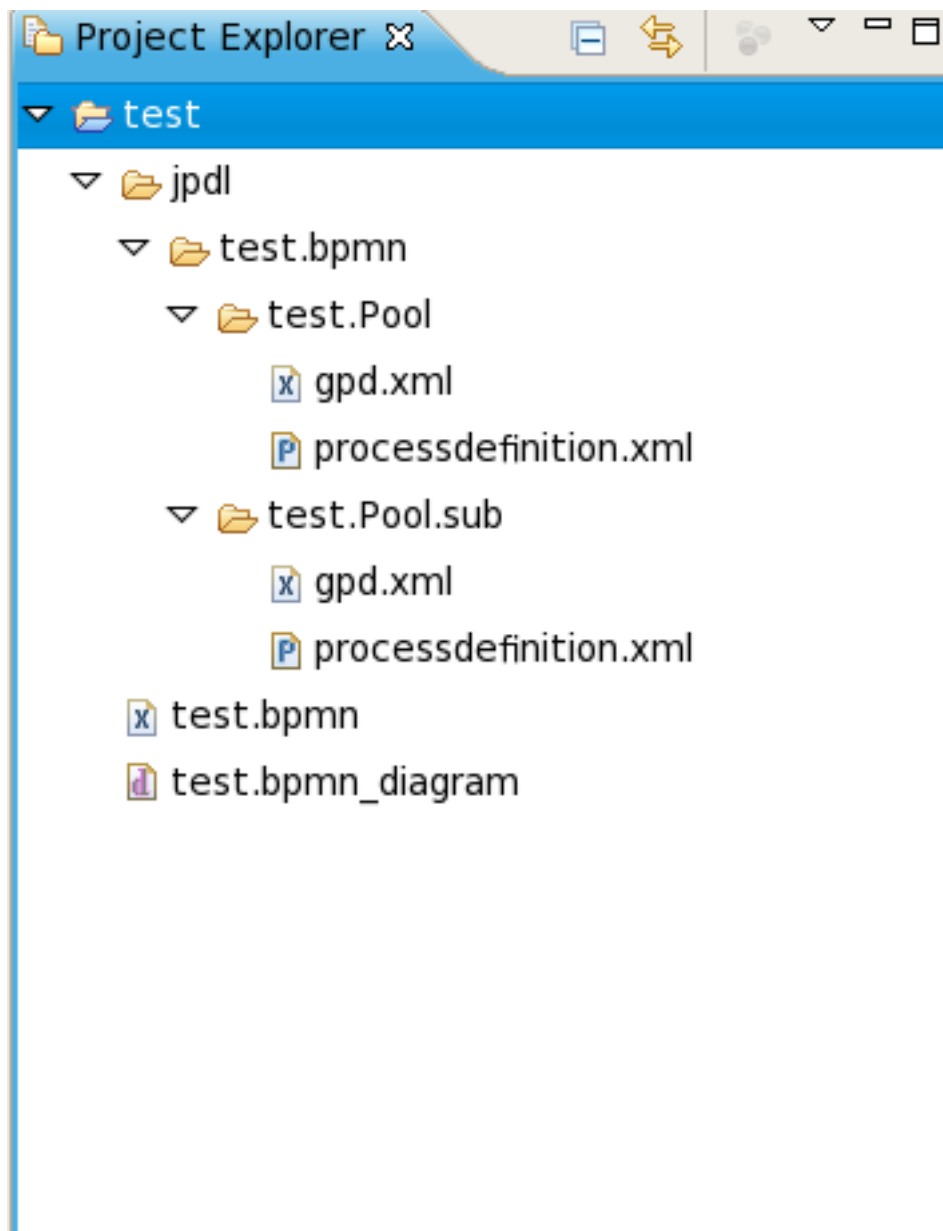 Project Explorer
test
jpdl
test.bpmn
test.Pool
gpd.xml
processdefinition.xml
test.Pool.sub
gpd.xml
processdefinition.xml
test.bpmn
test.bpmn_diagram